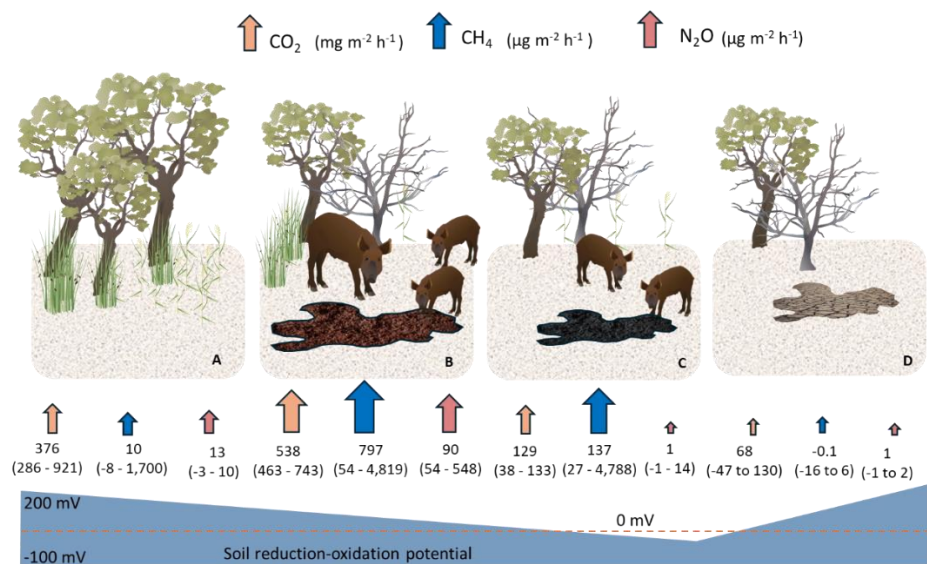 CO₂ (mg m⁻² h⁻¹) CH₄ (µg m⁻² h⁻¹) N₂O (µg m⁻² h⁻¹)
A B C D
376 10 13 538 797 90 129 137 1 68 -0.1 1
(286 - 921) (-8 - 1,700) (-3 - 10) (463 - 743) (54 - 4,819) (54 - 548) (38 - 133) (27 - 4,788) (-1 - 14) (-47 to 130) (-16 to 6) (-1 to 2)
200 mV 0 mV
-100 mV Soil reduction-oxidation potential